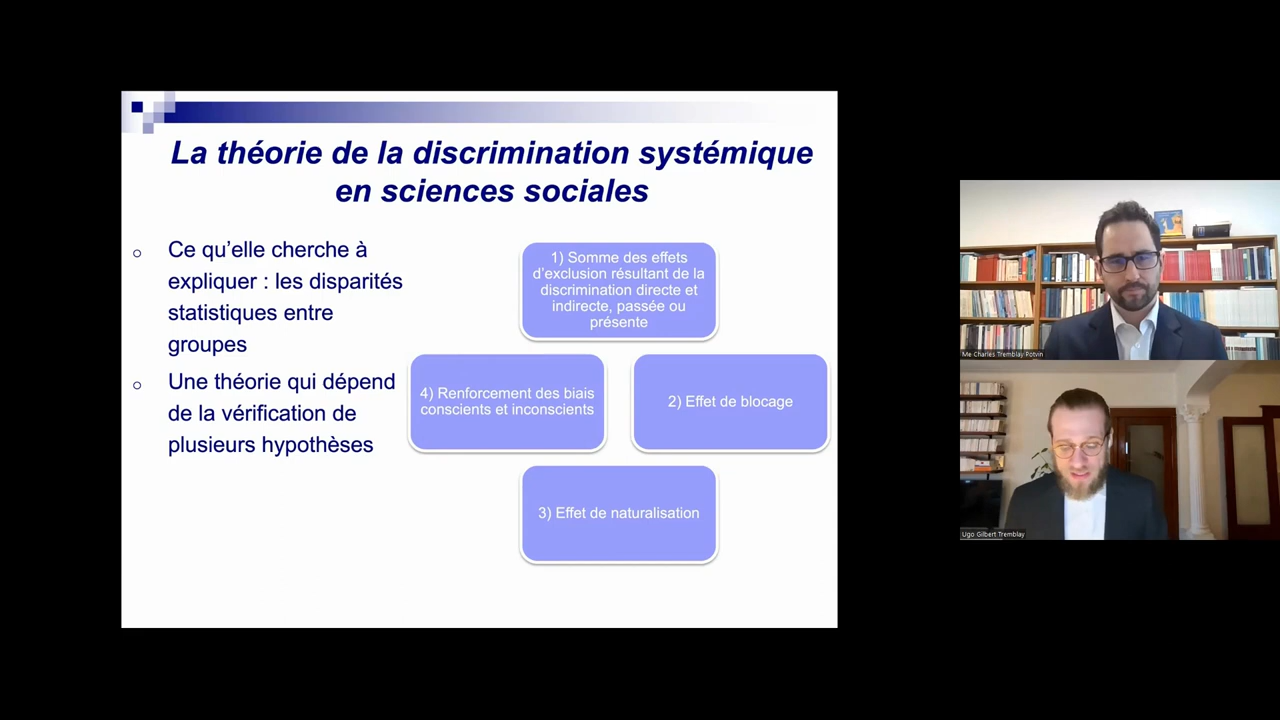 La théorie de la discrimination systémique
en sciences sociales
Ce qu’elle cherche à
expliquer : les disparités
statistiques entre
groupes
Une théorie qui dépend
de la vérification de
plusieurs hypothèses
1) Somme des effets
d’exclusion résultant de la
discrimination directe et
indirecte, passée ou
présente
4) Renforcement des biais
conscients et inconscients
2) Effet de blocage
3) Effet de naturalisation
Me Charles Tremblay Potvin
Ugo Gilbert Tremblay